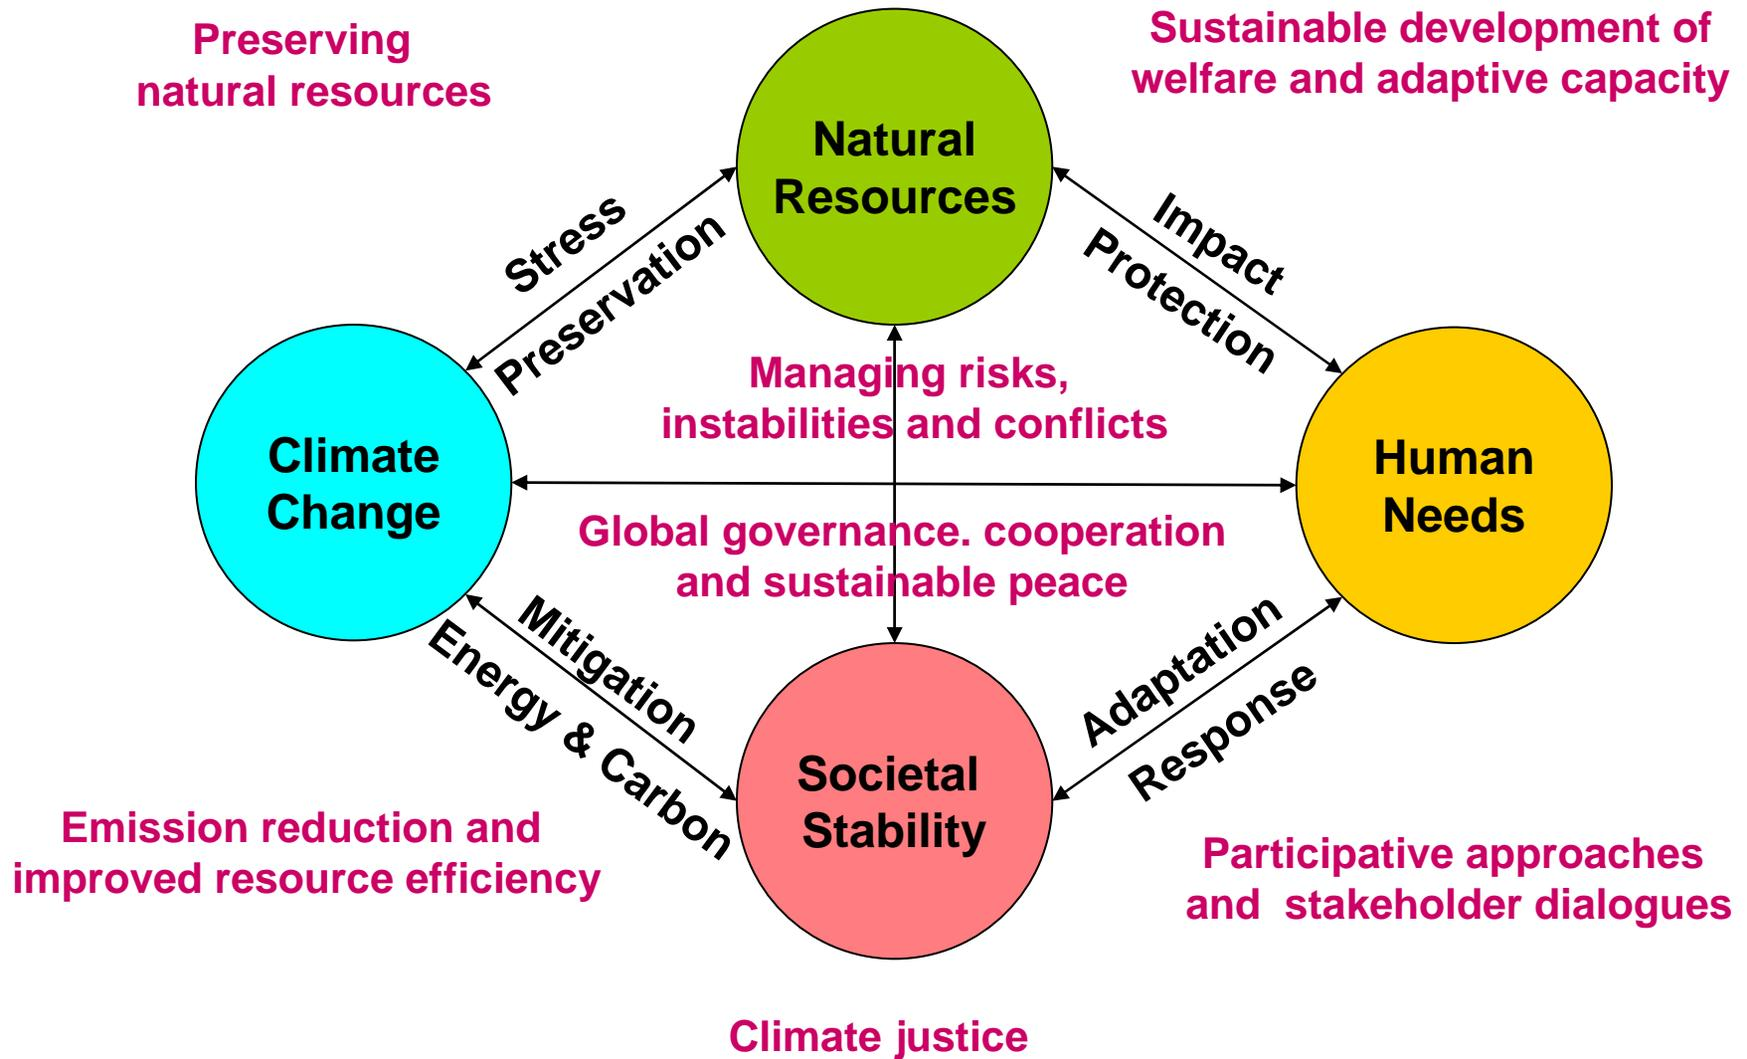 Preserving
natural resources
Sustainable development of
welfare and adaptive capacity
Natural
Resources
Stress
Preservation
Impact
Protection
Managing risks,
instabilities and conflicts
Climate
Change
Human
Needs
Global governance. cooperation
and sustainable peace
Mitigation
Energy & Carbon
Adaptation
Response
Societal
Stability
Emission reduction and
improved resource efficiency
Participative approaches
and  stakeholder dialogues
Climate justice